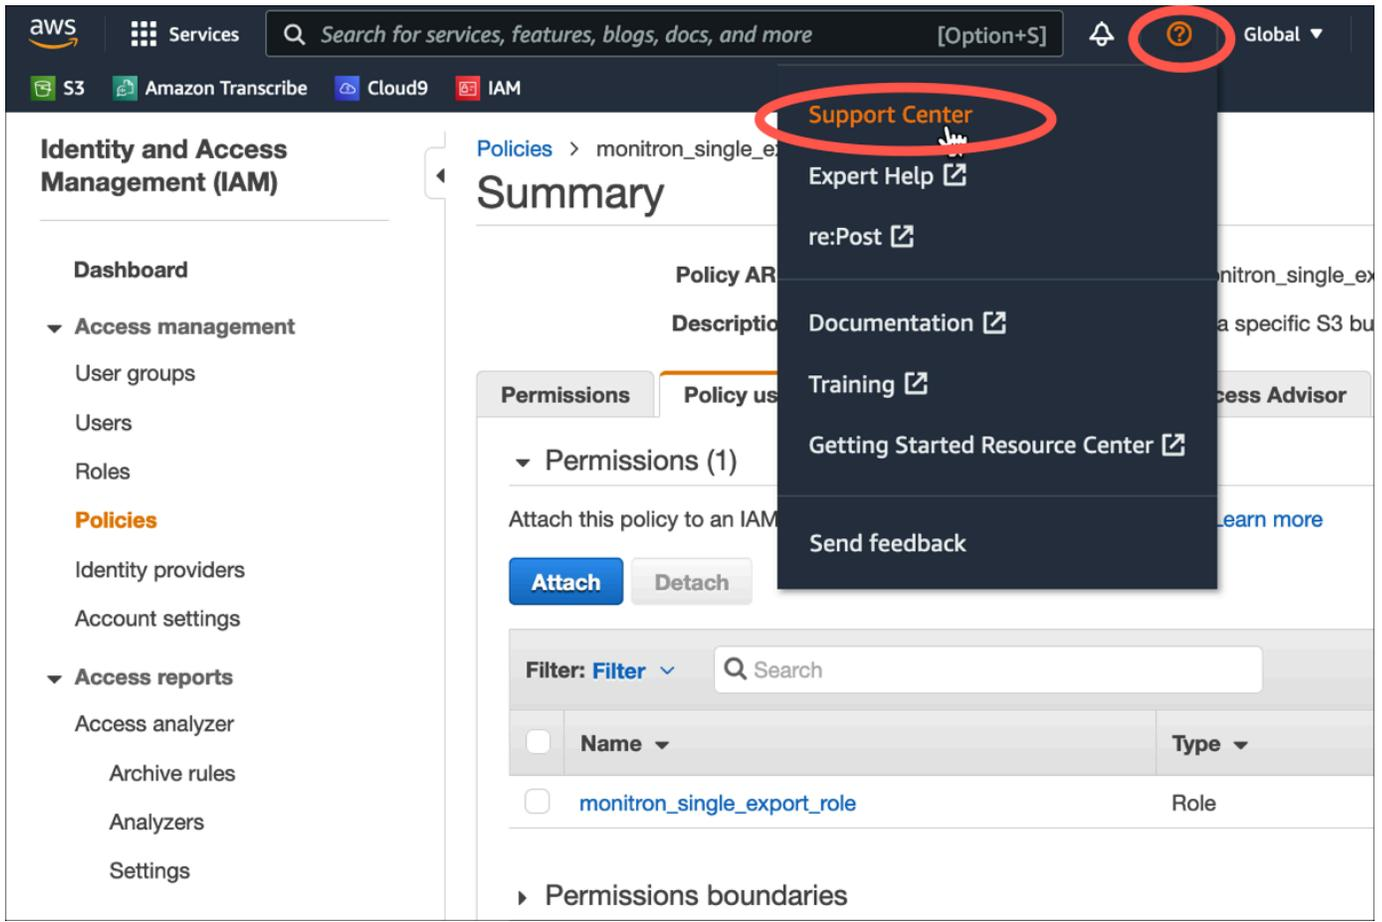 aws
Services
Search for services, features, blogs, docs, and more [Option+S]
Global
S3
Amazon Transcribe
Cloud9
IAM
Support Center
Expert Help
re:Post
Documentation
Training
Getting Started Resource Center
Send feedback
Identity and Access
Management (IAM)
Dashboard
Access management
User groups
Users
Roles
Policies
Identity providers
Account settings
Access reports
Access analyzer
Archive rules
Analyzers
Settings
Policies > monitron_single_e
Summary
Policy AR nitron_single_ex
Descriptio a specific S3 bu
Permissions Policy us cess Advisor
Permissions (1)
Attach this policy to an IAM Learn more
Attach Detach
Filter: Filter Search
Name Type
monitron_single_export_role Role
Permissions boundaries